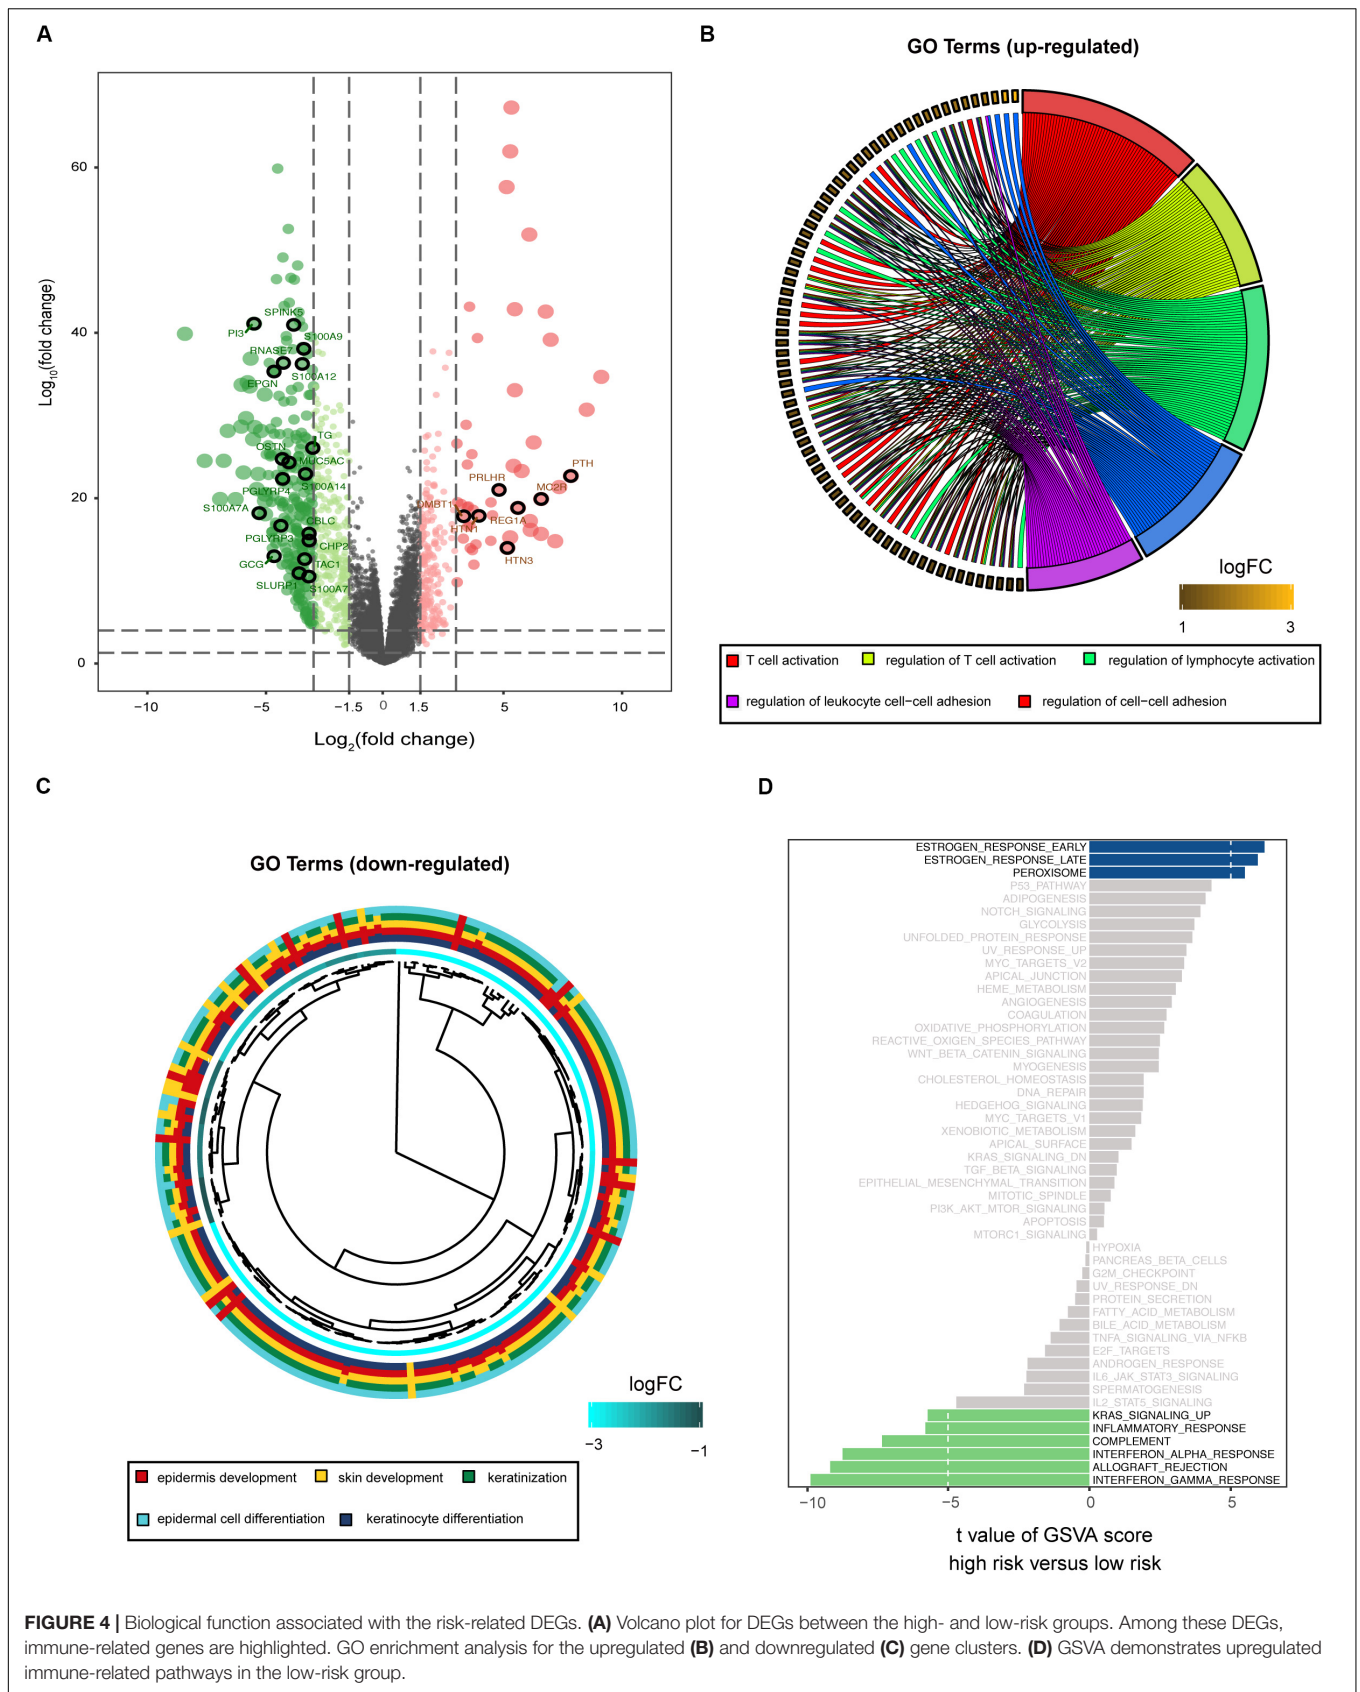 A
Log10(fold change)
60
40
20
0
SPINK5
PI3
S100A9
RNASE7
S100A12
EPGN
TG
OSTN
MUC5AC
S100A14
PGLYRP4
S100A7A
CBLC
PGLYRP3
CHP2
GCG
TAC1
SLURP1
S100A7
PTH
PRLHR
MC2R
DMBT1
REG1A
HTN1
HTN3
−10
−5
−1.5
0
1.5
5
10
Log2(fold change)
B
GO Terms (up-regulated)
logFC
1
3
T cell activation
regulation of T cell activation
regulation of lymphocyte activation
regulation of leukocyte cell−cell adhesion
regulation of cell−cell adhesion
C
GO Terms (down-regulated)
logFC
−3
−1
epidermis development
skin development
keratinization
epidermal cell differentiation
keratinocyte differentiation
D
ESTROGEN_RESPONSE_EARLY
ESTROGEN_RESPONSE_LATE
PEROXISOME
P53_PATHWAY
ADIPOGENESIS
NOTCH_SIGNALING
GLYCOLYSIS
UNFOLDED_PROTEIN_RESPONSE
UV_RESPONSE_UP
MYC_TARGETS_V2
APICAL_JUNCTION
HEME_METABOLISM
ANGIOGENESIS
COAGULATION
OXIDATIVE_PHOSPHORYLATION
REACTIVE_OXIGEN_SPECIES_PATHWAY
WNT_BETA_CATENIN_SIGNALING
MYOGENESIS
CHOLESTEROL_HOMEOSTASIS
DNA_REPAIR
HEDGEHOG_SIGNALING
MYC_TARGETS_V1
XENOBIOTIC_METABOLISM
APICAL_SURFACE
KRAS_SIGNALING_DN
TGF_BETA_SIGNALING
EPITHELIAL_MESENCHYMAL_TRANSITION
MITOTIC_SPINDLE
PI3K_AKT_MTOR_SIGNALING
APOPTOSIS
MTORC1_SIGNALING
HYPOXIA
PANCREAS_BETA_CELLS
G2M_CHECKPOINT
UV_RESPONSE_DN
PROTEIN_SECRETION
FATTY_ACID_METABOLISM
BILE_ACID_METABOLISM
TNFA_SIGNALING_VIA_NFKB
E2F_TARGETS
ANDROGEN_RESPONSE
IL6_JAK_STAT3_SIGNALING
SPERMATOGENESIS
IL2_STAT5_SIGNALING
KRAS_SIGNALING_UP
INFLAMMATORY_RESPONSE
COMPLEMENT
INTERFERON_ALPHA_RESPONSE
ALLOGRAFT_REJECTION
INTERFERON_GAMMA_RESPONSE
−10
−5
0
5
t value of GSVA score
high risk versus low risk
FIGURE 4 | Biological function associated with the risk-related DEGs. (A) Volcano plot for DEGs between the high- and low-risk groups. Among these DEGs,
immune-related genes are highlighted. GO enrichment analysis for the upregulated (B) and downregulated (C) gene clusters. (D) GSVA demonstrates upregulated
immune-related pathways in the low-risk group.